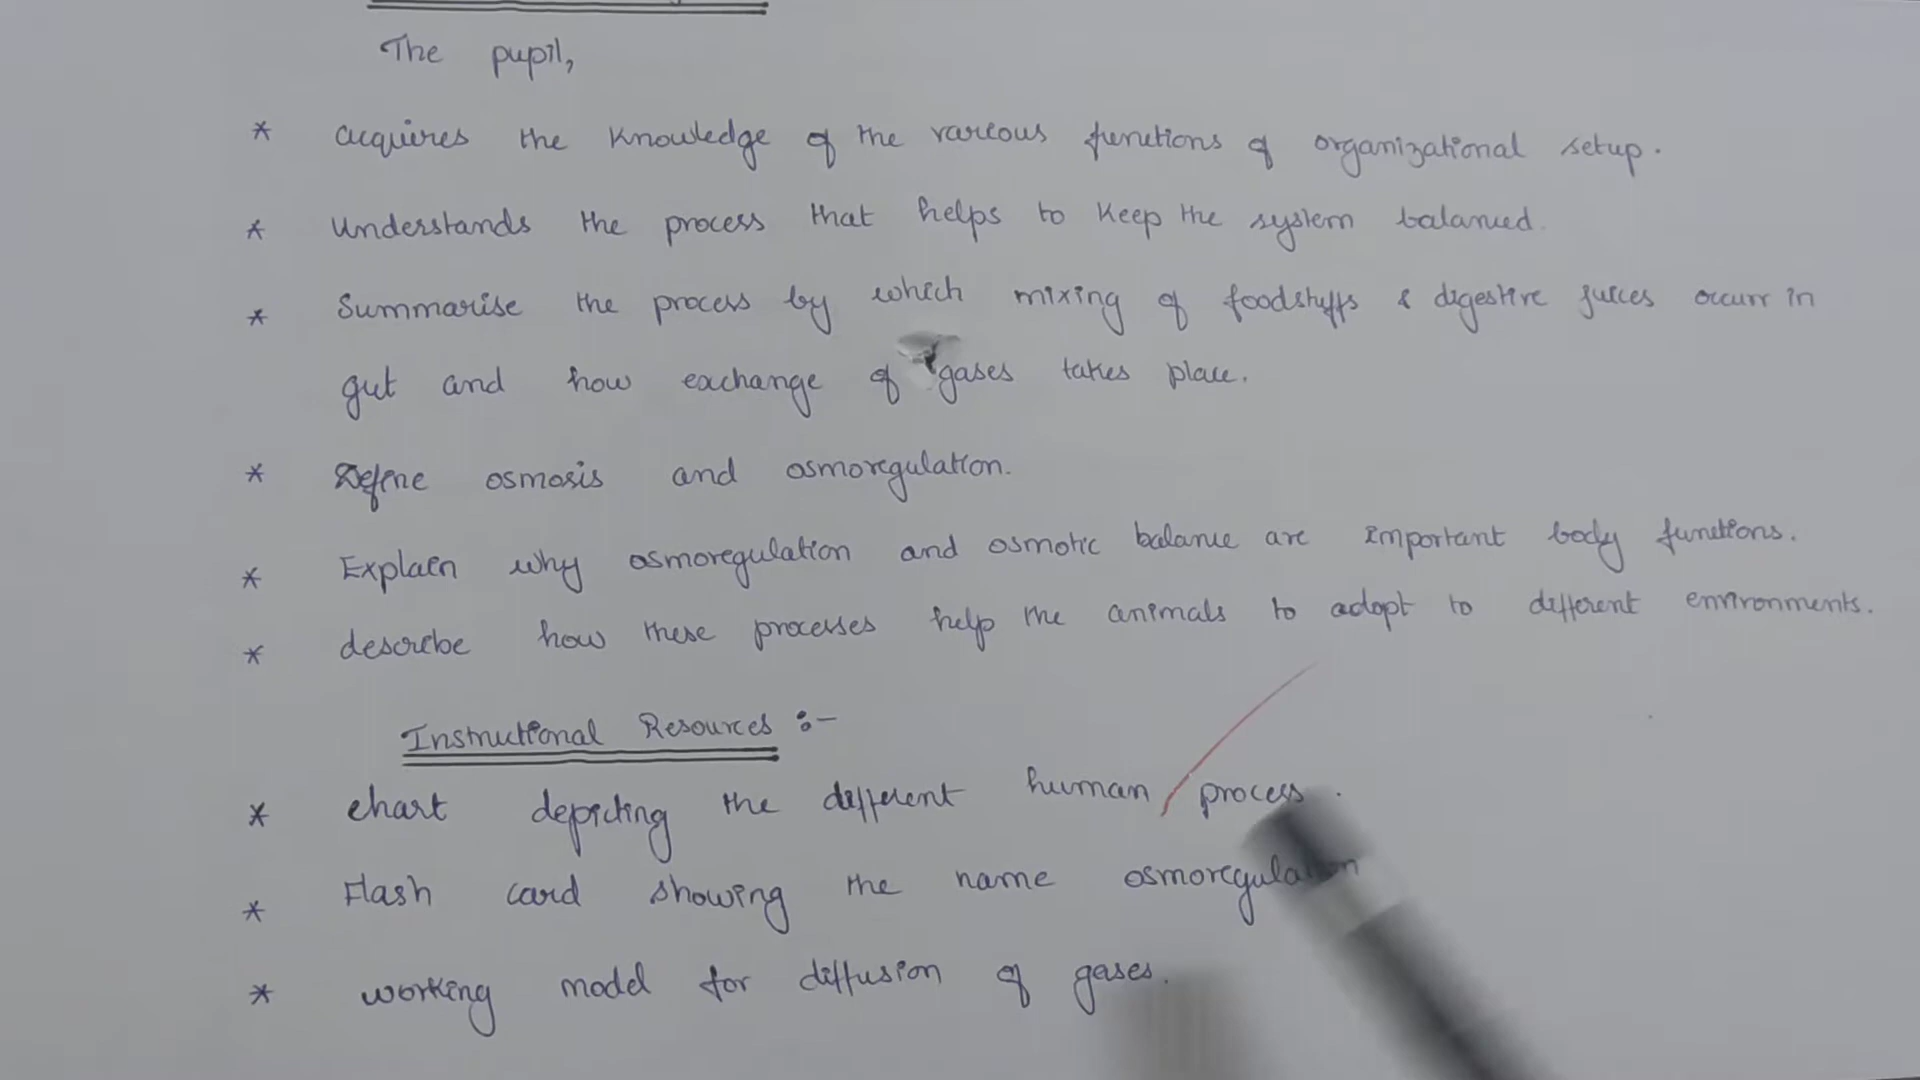 The pupil,
* acquires the knowledge of the various functions of organizational setup.
* Understands the process that helps to keep the system balanced.
* Summarise the process by which mixing of foodstuffs & digestive juices occurr in
gut and how exchange of gases takes place.
* Define osmosis and osmoregulation.
* Explain why osmoregulation and osmotic balance are important body functions.
* describe how these processes help the animals to adopt to different environments.
Instructional Resources :-
* chart depicting the different human process.
* Flash card showing the name osmoregulation
* working model for diffusion of gases.